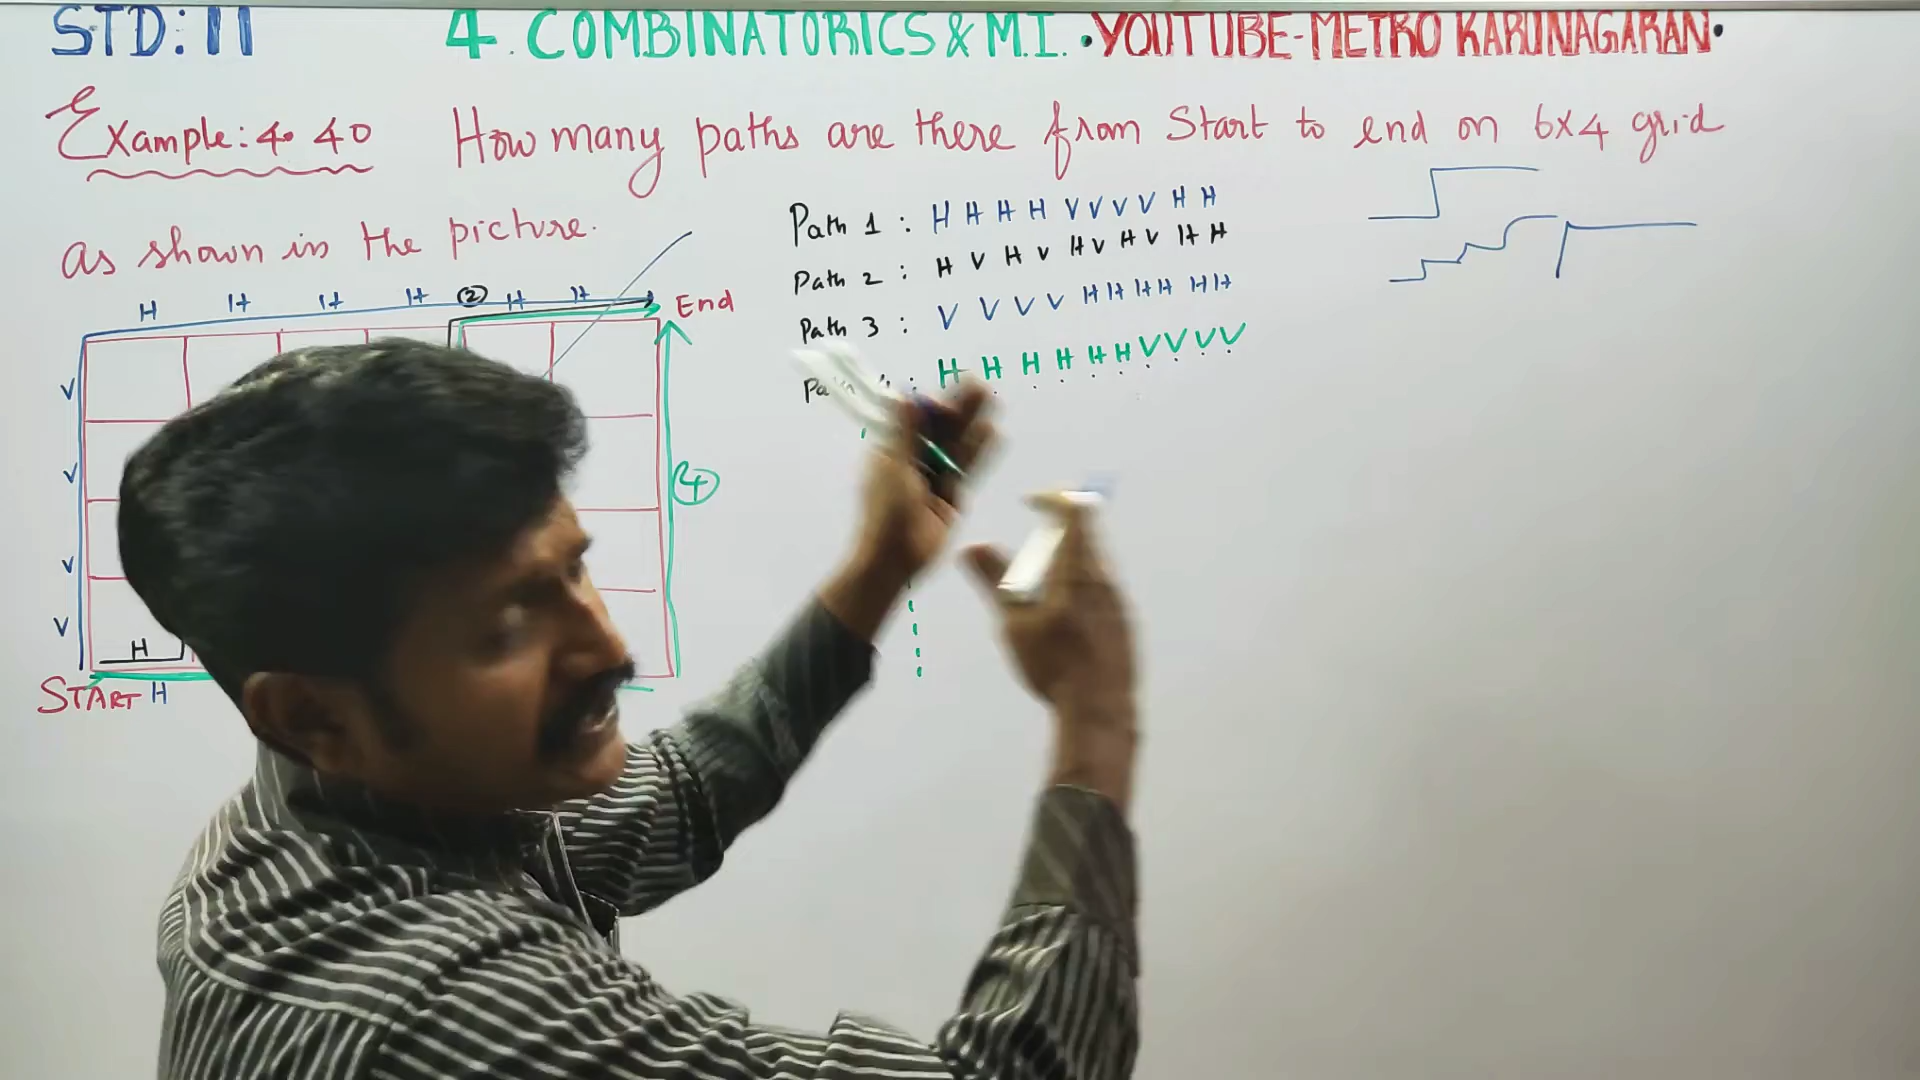 STD: 11 4. COMBINATORICS & M.I. • YOUTUBE-METRO KARUNAGARAN •
Example: 4.40 How many paths are there from Start to end on 6x4 grid
as shown in the picture.
Path 1 : H H H H V V V V H H
Path 2 : H V H V H V H V H H
Path 3 : V V V V H H H H H H
H H H H H H V V V V
H H H H 2 H H End
V
V
4
V
V
H
START H